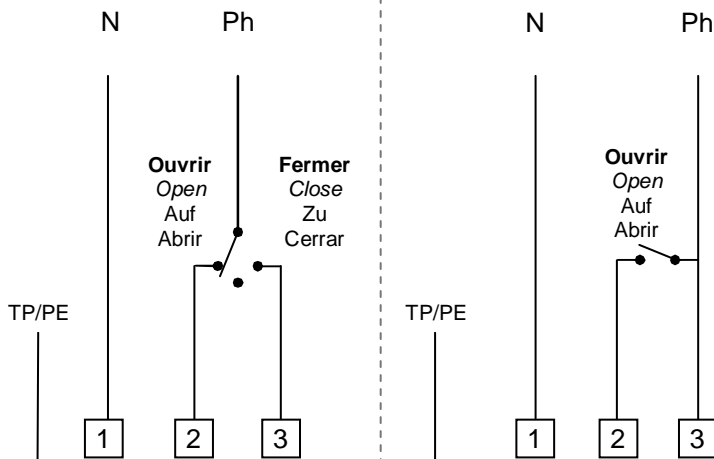 N Ph
Ouvrir
Open
Auf
Abrir
Fermer
Close
Zu
Cerrar
TP/PE
1 2 3
N Ph
Ouvrir
Open
Auf
Abrir
TP/PE
1 2 3